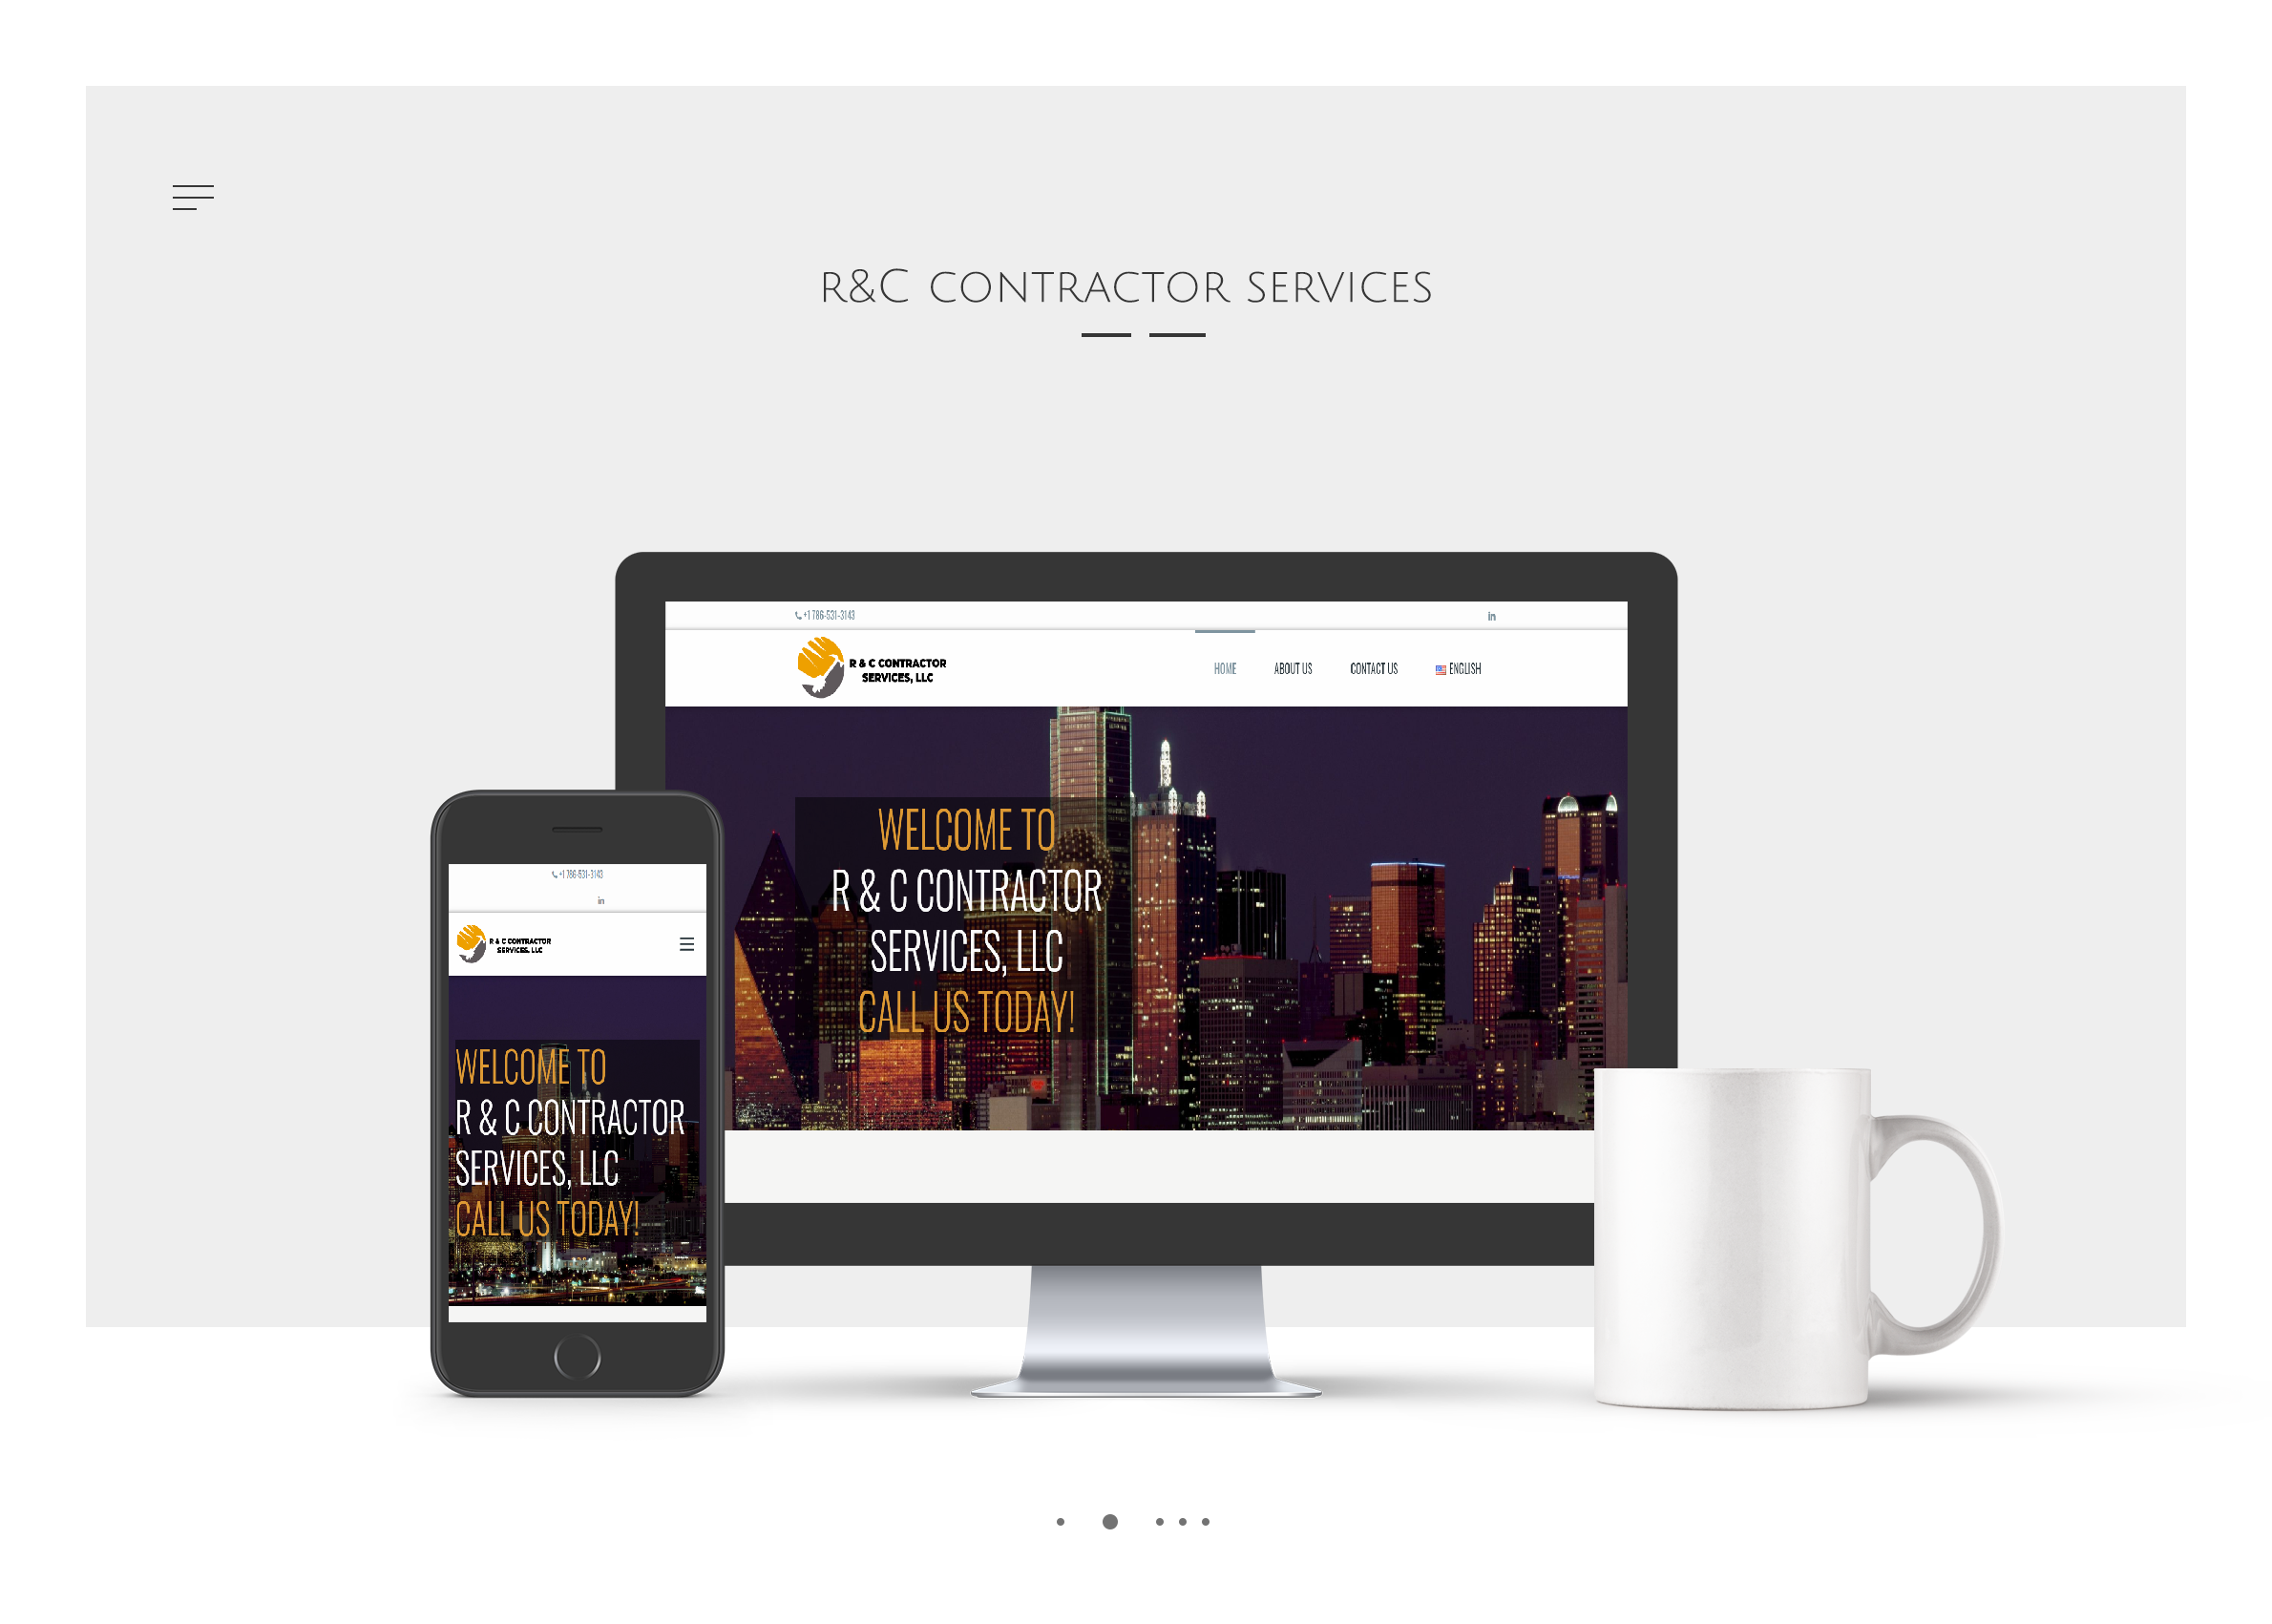 R&C CONTRACTOR SERVICES
+1 786-531-3143
in
R & C CONTRACTOR
SERVICES, LLC
HOME ABOUT US CONTACT US ENGLISH
WELCOME TO
R & C CONTRACTOR
SERVICES, LLC
CALL US TODAY!
+1 786-531-3143
in
R & C CONTRACTOR
SERVICES, LLC
WELCOME TO
R & C CONTRACTOR
SERVICES, LLC
CALL US TODAY!